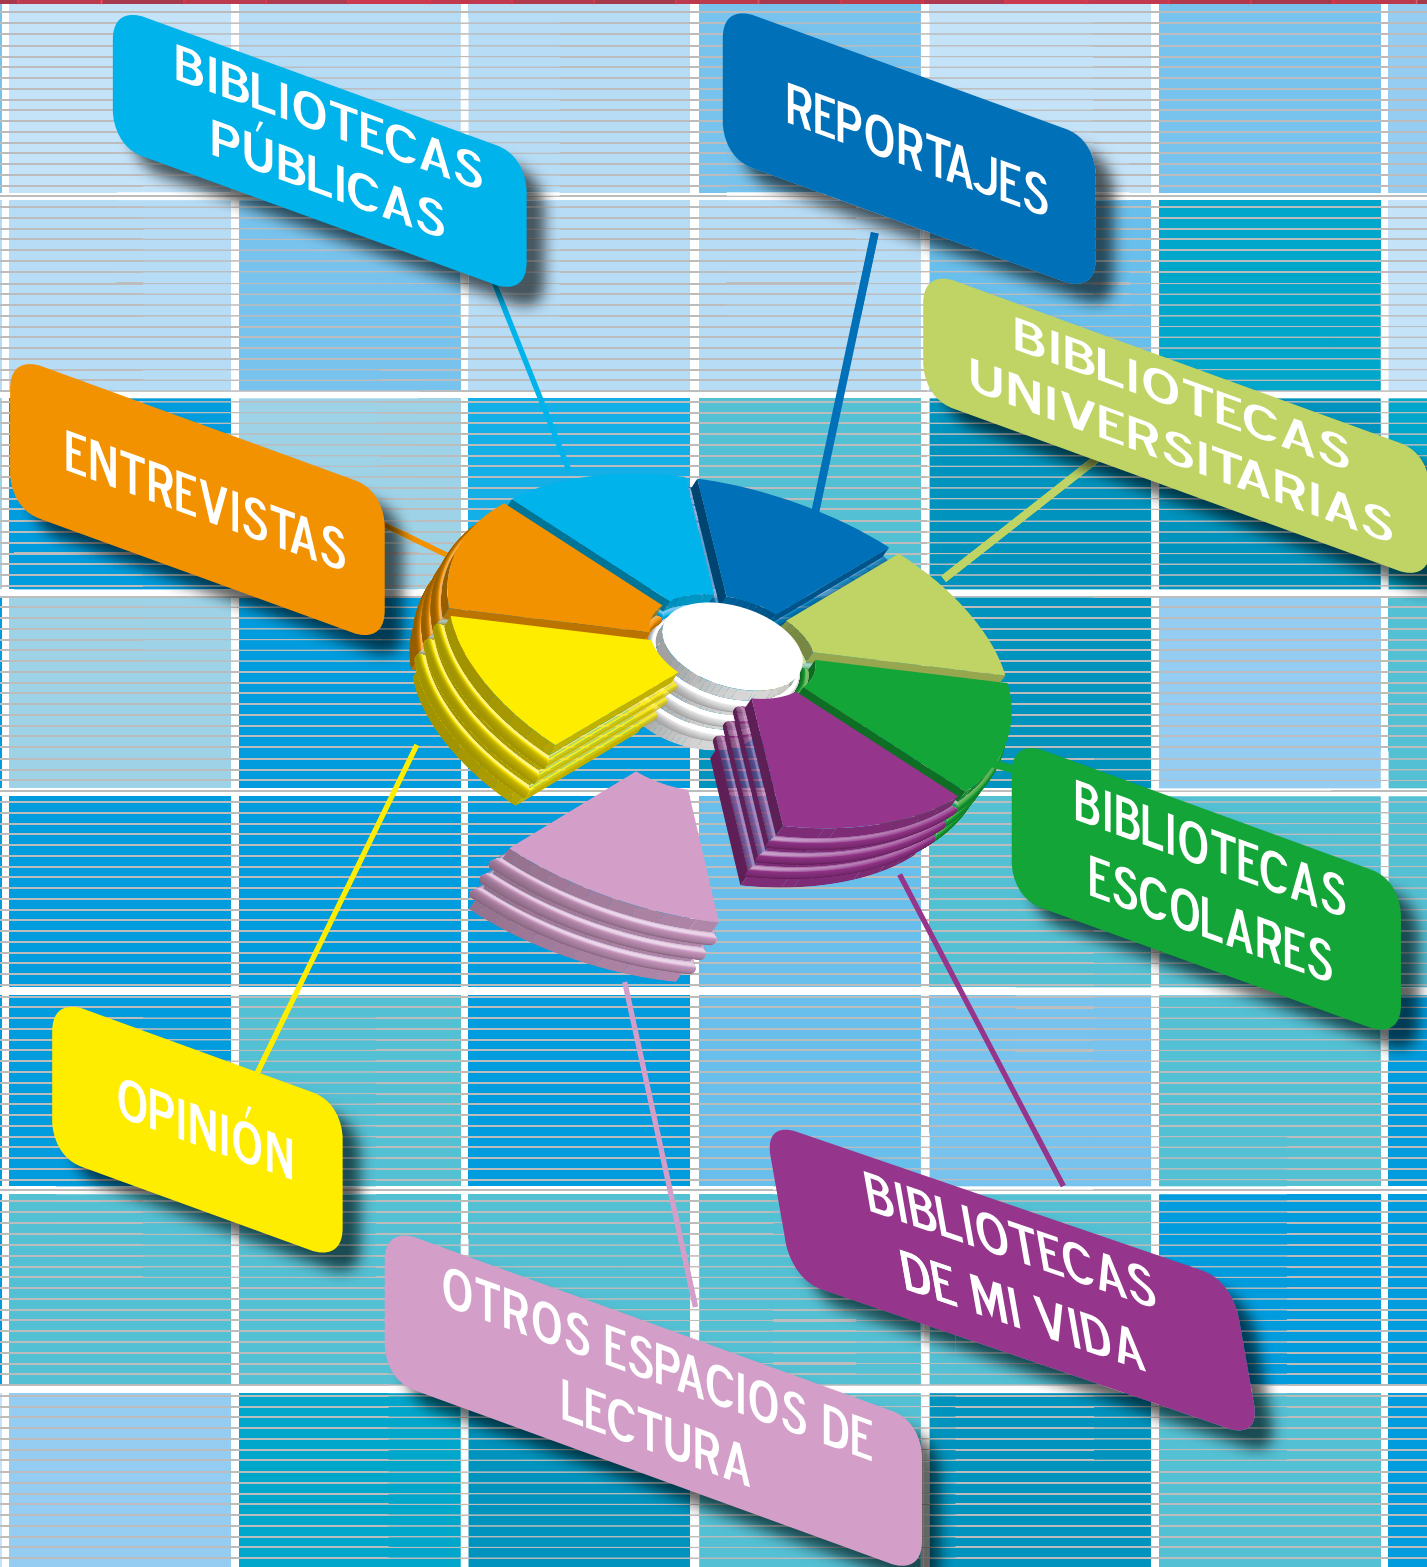 BIBLIOTECAS
PÚBLICAS
REPORTAJES
BIBLIOTECAS
UNIVERSITARIAS
ENTREVISTAS
BIBLIOTECAS
ESCOLARES
OPINIÓN
BIBLIOTECAS
DE MI VIDA
OTROS ESPACIOS DE
LECTURA